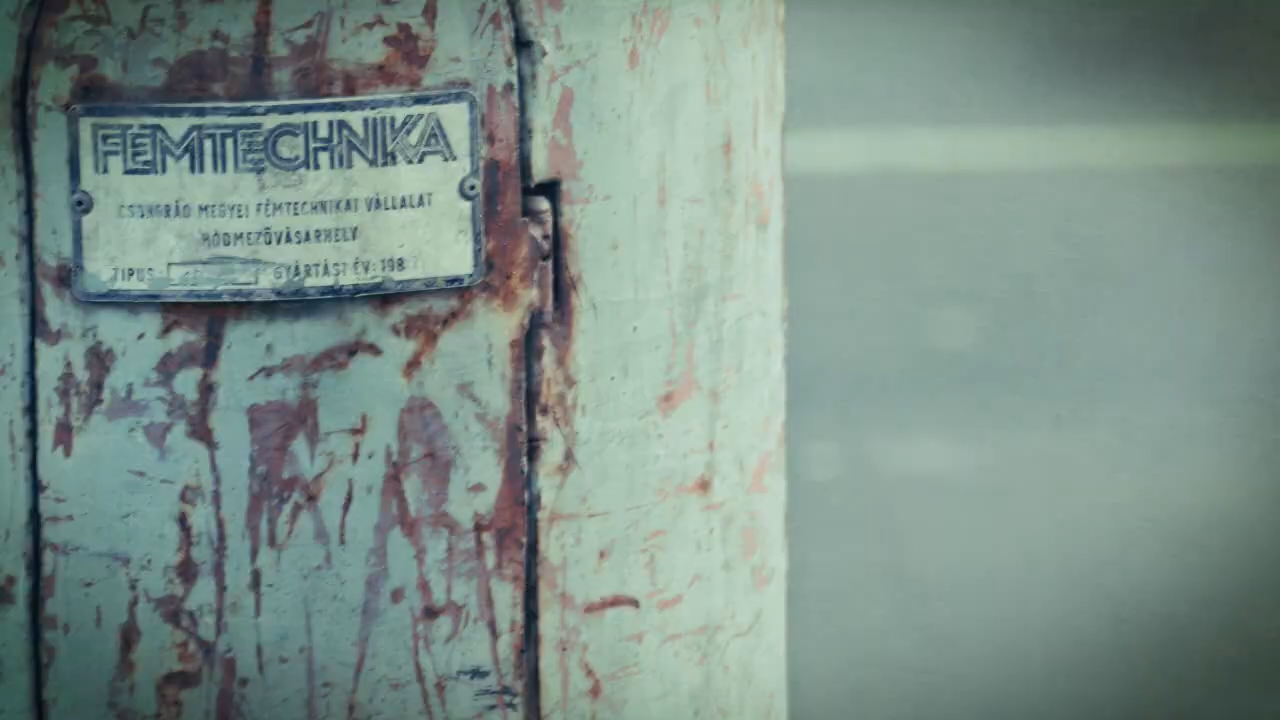 FÉMTECHNIKA
CSONGRÁD MEGYEI FÉMTECHNIKAI VÁLLALAT
HÓDMEZŐVÁSÁRHELY
TIPUS: GYÁRTÁSI ÉV: 198